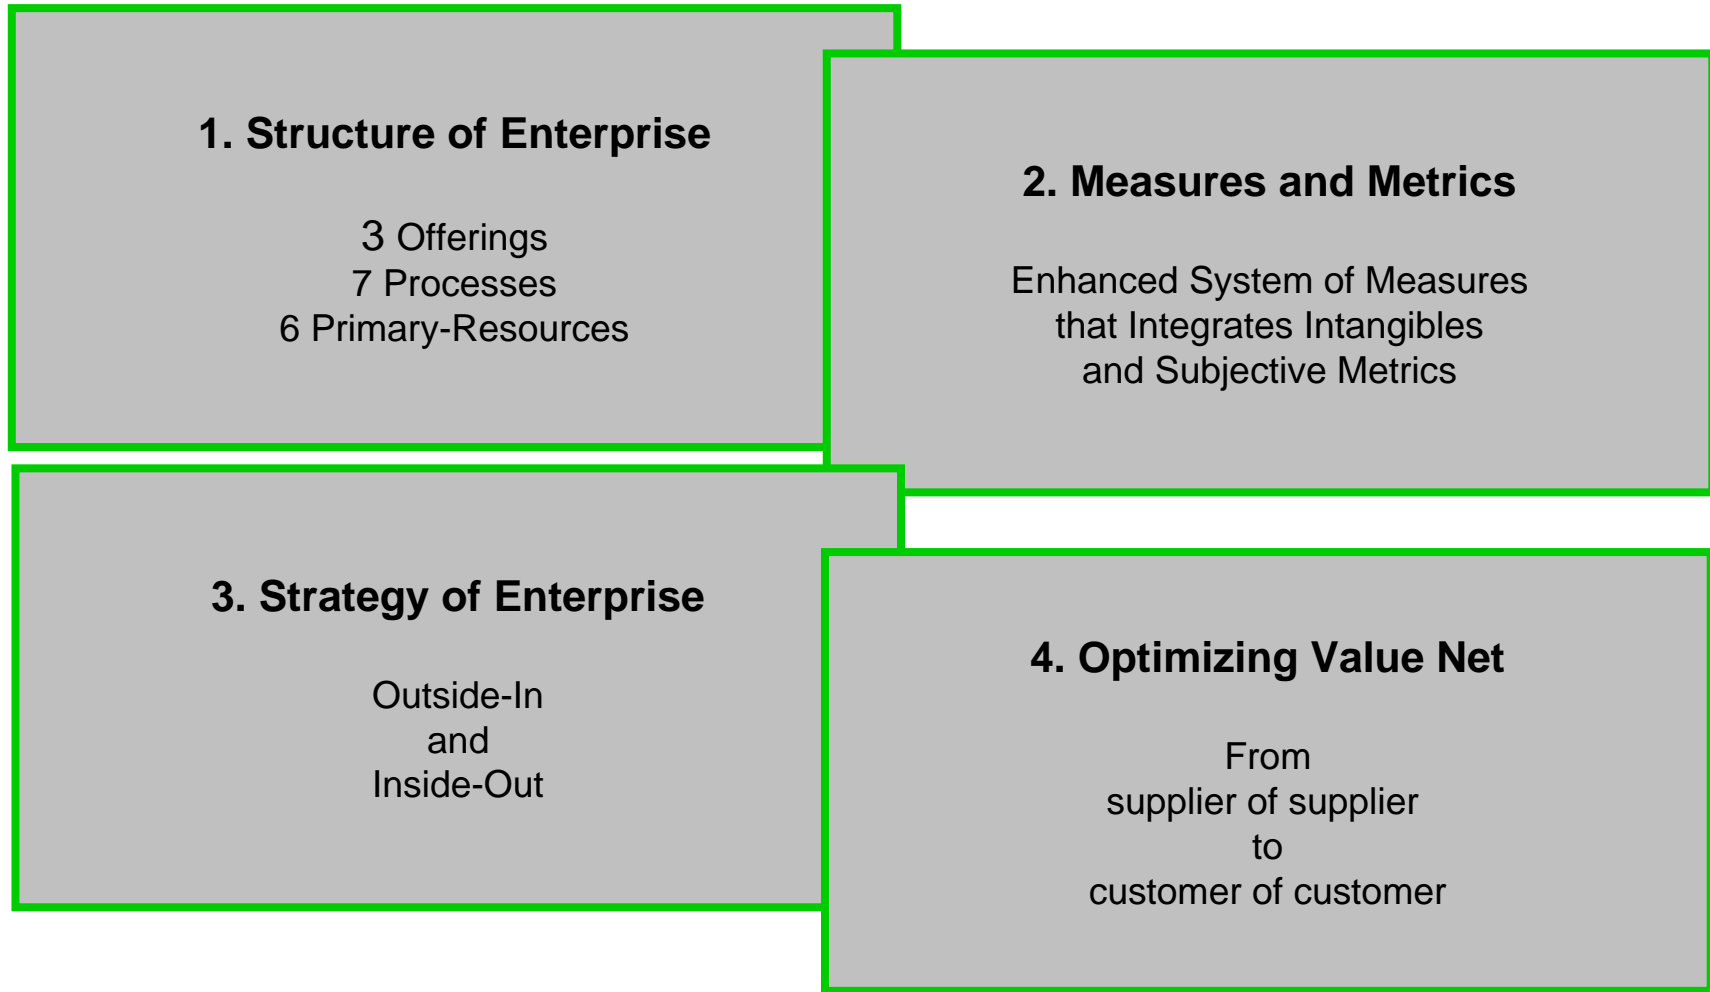 1. Structure of Enterprise
3 Offerings
7 Processes
6 Primary-Resources
2. Measures and Metrics
Enhanced System of Measures
that Integrates Intangibles
and Subjective Metrics
3. Strategy of Enterprise
Outside-In
and
Inside-Out
4. Optimizing Value Net
From
supplier of supplier
to
customer of customer